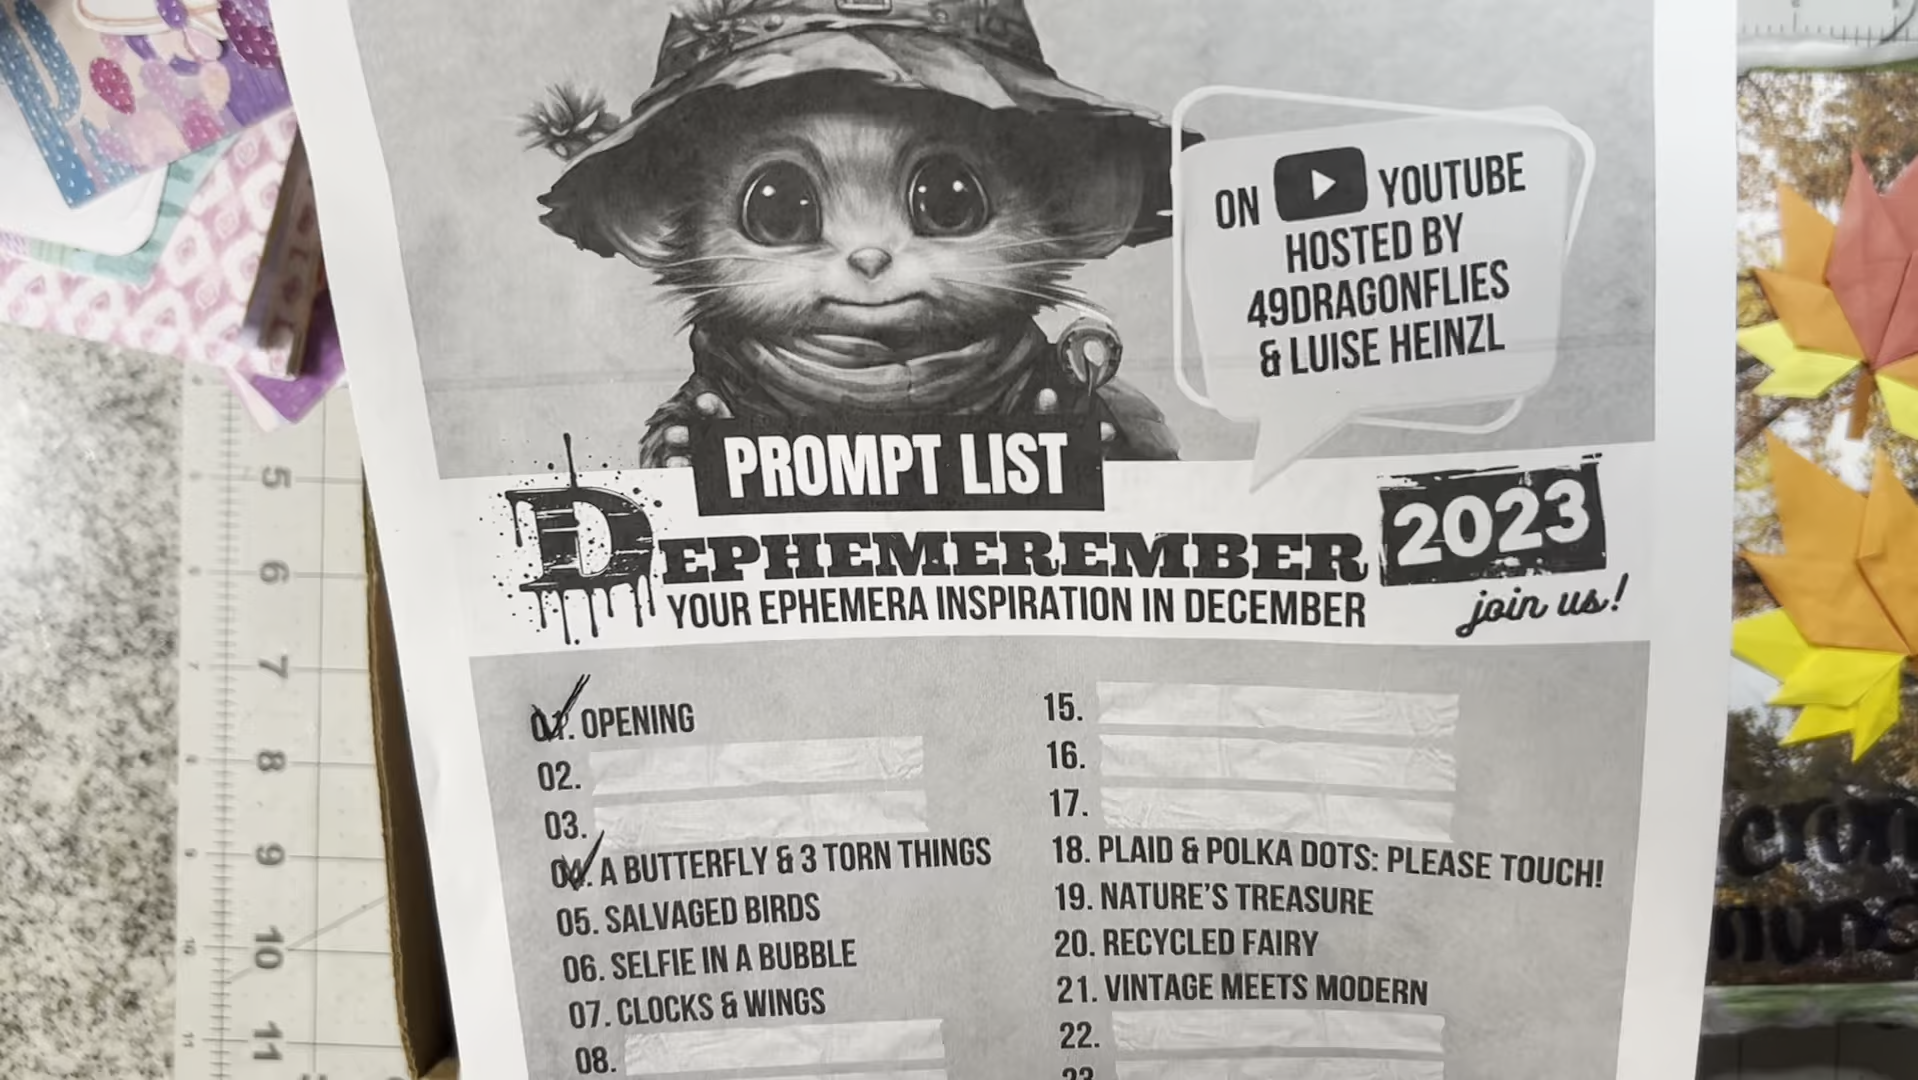 ON YOUTUBE
HOSTED BY
49DRAGONFLIES
& LUISE HEINZL
PROMPT LIST
DEPHEMEREMBER
2023
YOUR EPHEMERA INSPIRATION IN DECEMBER
join us!
01. OPENING
02.
03.
04. A BUTTERFLY & 3 TORN THINGS
05. SALVAGED BIRDS
06. SELFIE IN A BUBBLE
07. CLOCKS & WINGS
08.
15.
16.
17.
18. PLAID & POLKA DOTS: PLEASE TOUCH!
19. NATURE'S TREASURE
20. RECYCLED FAIRY
21. VINTAGE MEETS MODERN
22.
23
5
6
7
8
9
10
11